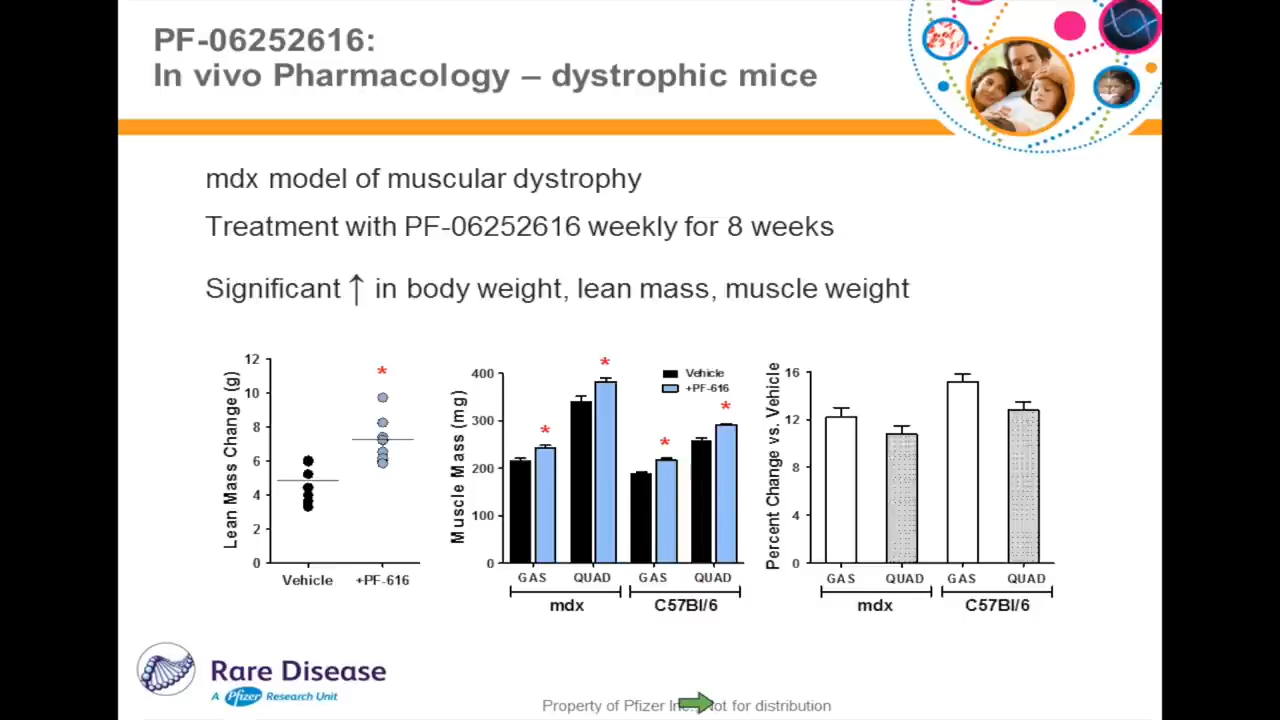 PF-06252616:
In vivo Pharmacology – dystrophic mice
mdx model of muscular dystrophy
Treatment with PF-06252616 weekly for 8 weeks
Significant ↑ in body weight, lean mass, muscle weight
Lean Mass Change (g)
12
10
8
6
4
2
0
Vehicle +PF-616
*
Muscle Mass (mg)
400
300
200
100
0
Vehicle
+PF-616
* * * *
GAS QUAD GAS QUAD
mdx C57Bl/6
Percent Change vs. Vehicle
16
12
8
4
0
GAS QUAD GAS QUAD
mdx C57Bl/6
Rare Disease
A Pfizer Research Unit
Property of Pfizer Not for distribution